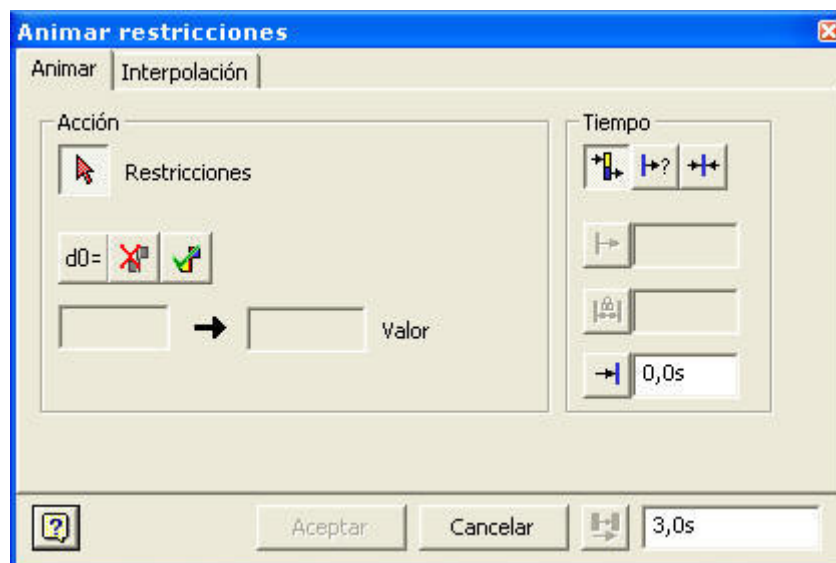 Animar restricciones
Animar
Interpolación
Acción
Restricciones
d0=
Valor
Tiempo
?
0,0s
?
Aceptar
Cancelar
3,0s